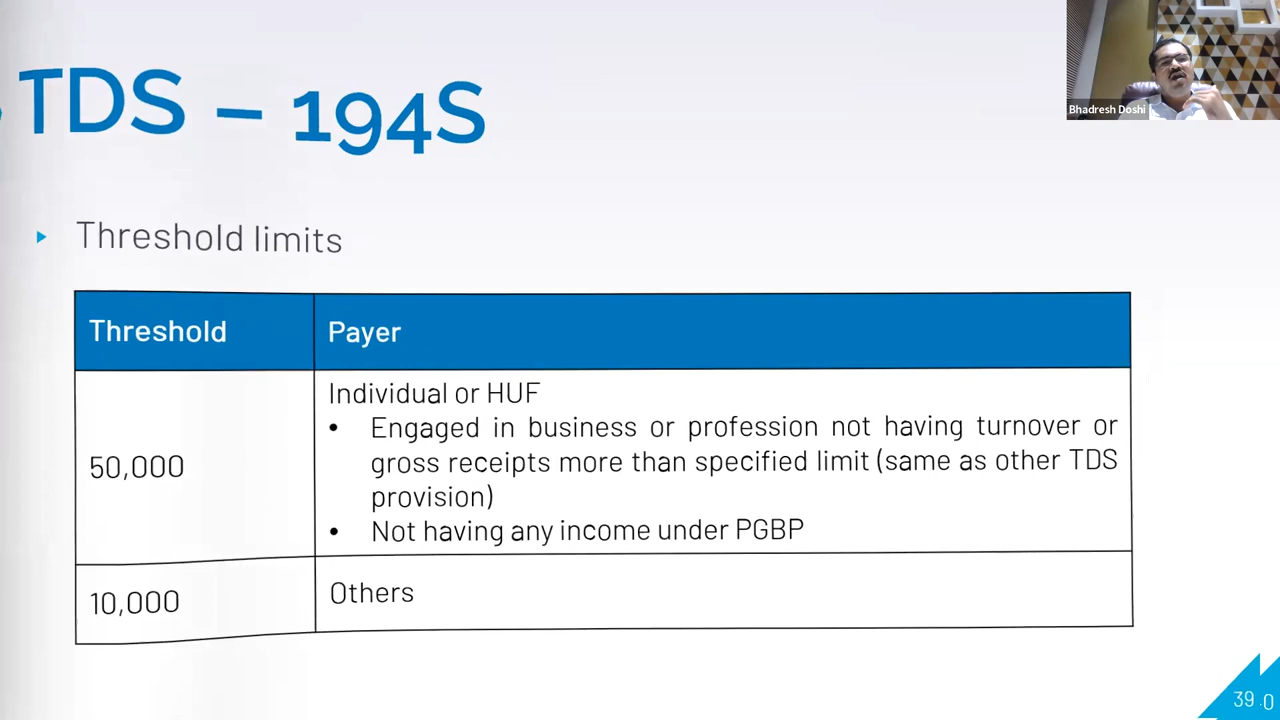 TDS – 194S
Bhadresh Doshi
Threshold limits
Threshold
Payer
50,000
Individual or HUF
• Engaged in business or profession not having turnover or
gross receipts more than specified limit (same as other TDS
provision)
• Not having any income under PGBP
10,000
Others
39